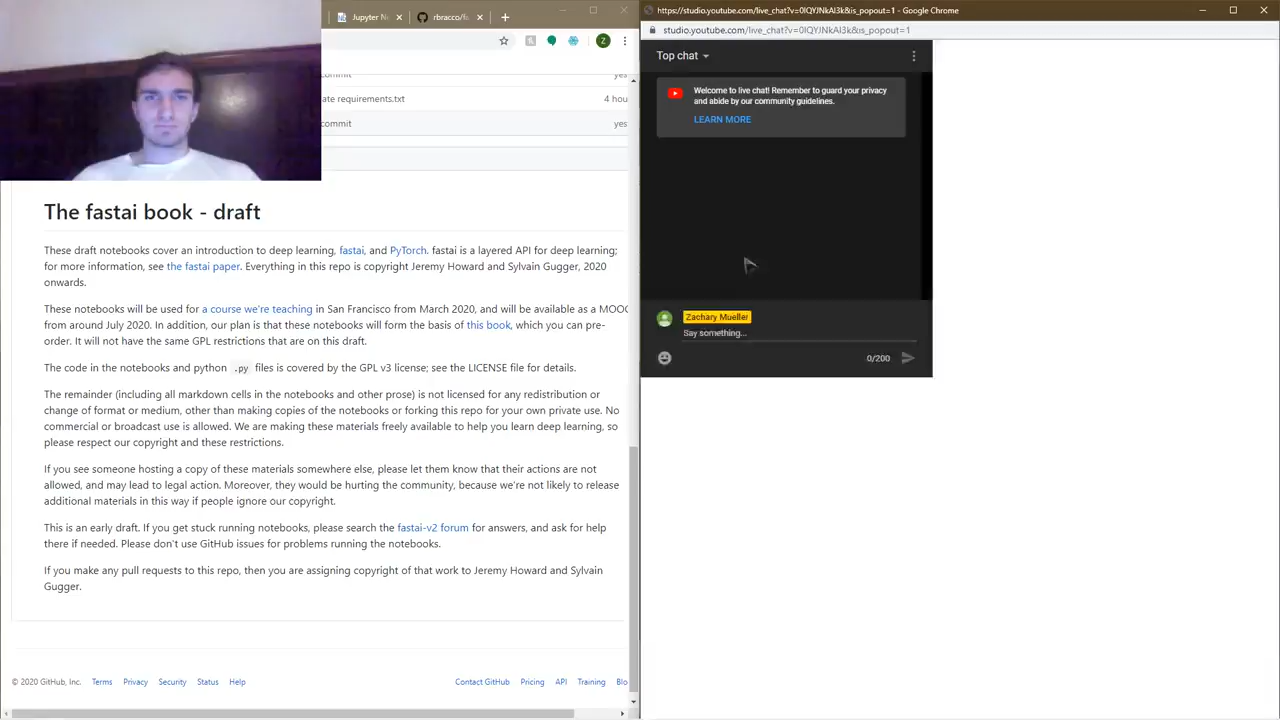 Jupyter Ne
rbracco/fa
Z
commit
ate requirements.txt
4 hou
commit
yes
The fastai book - draft
These draft notebooks cover an introduction to deep learning, fastai, and PyTorch. fastai is a layered API for deep learning;
for more information, see the fastai paper. Everything in this repo is copyright Jeremy Howard and Sylvain Gugger, 2020
onwards.
These notebooks will be used for a course we're teaching in San Francisco from March 2020, and will be available as a MOOC
from around July 2020. In addition, our plan is that these notebooks will form the basis of this book, which you can pre-
order. It will not have the same GPL restrictions that are on this draft.
The code in the notebooks and python .py files is covered by the GPL v3 license; see the LICENSE file for details.
The remainder (including all markdown cells in the notebooks and other prose) is not licensed for any redistribution or
change of format or medium, other than making copies of the notebooks or forking this repo for your own private use. No
commercial or broadcast use is allowed. We are making these materials freely available to help you learn deep learning, so
please respect our copyright and these restrictions.
If you see someone hosting a copy of these materials somewhere else, please let them know that their actions are not
allowed, and may lead to legal action. Moreover, they would be hurting the community, because we're not likely to release
additional materials in this way if people ignore our copyright.
This is an early draft. If you get stuck running notebooks, please search the fastai-v2 forum for answers, and ask for help
there if needed. Please don't use GitHub issues for problems running the notebooks.
If you make any pull requests to this repo, then you are assigning copyright of that work to Jeremy Howard and Sylvain
Gugger.
© 2020 GitHub, Inc. Terms Privacy Security Status Help Contact GitHub Pricing API Training Blo
https://studio.youtube.com/live_chat?v=0IQYJNkAl3k&is_popout=1 - Google Chrome
studio.youtube.com/live_chat?v=0IQYJNkAl3k&is_popout=1
Top chat
Welcome to live chat! Remember to guard your privacy
and abide by our community guidelines.
LEARN MORE
Zachary Mueller
Say something...
0/200